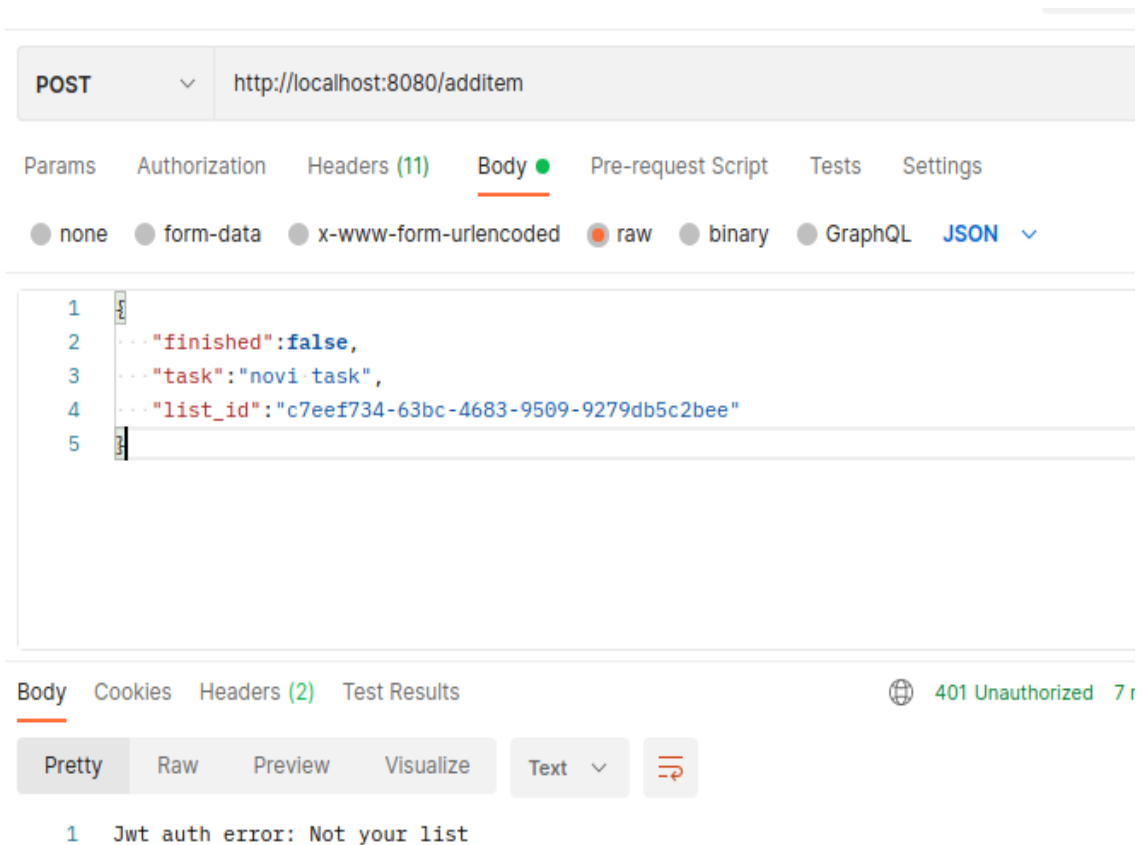 POST http://localhost:8080/additem
Params Authorization Headers (11) Body Pre-request Script Tests Settings
none form-data x-www-form-urlencoded raw binary GraphQL JSON
1 {
2 "finished":false,
3 "task":"novi task",
4 "list_id":"c7eef734-63bc-4683-9509-9279db5c2bee"
5 }
Body Cookies Headers (2) Test Results 401 Unauthorized 7
Pretty Raw Preview Visualize Text
1 Jwt auth error: Not your list